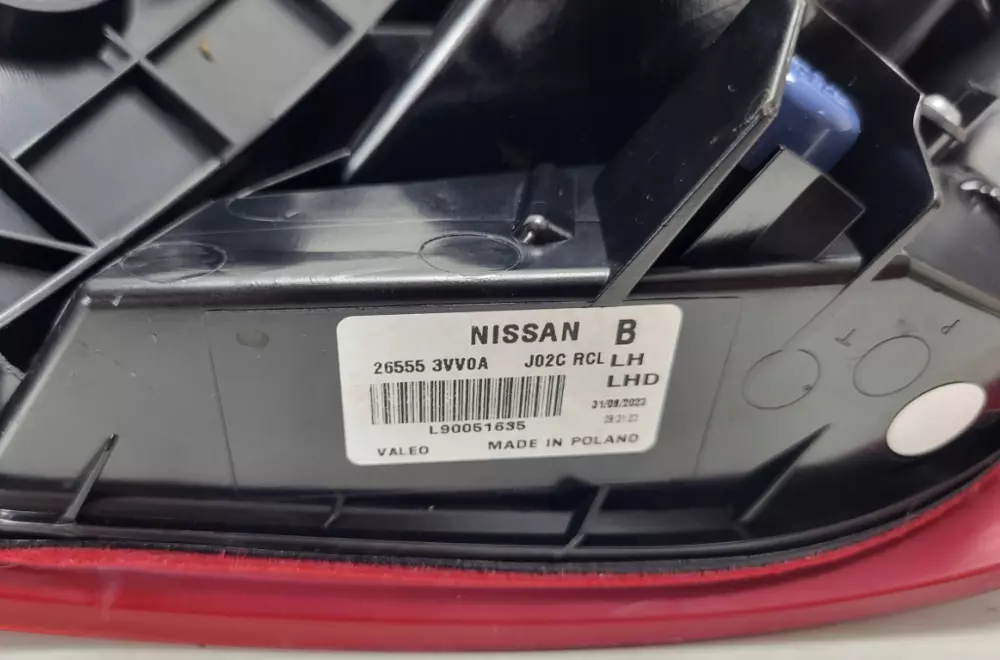 NISSAN B
26555 3VV0A J02C RCL LH
LHD
31/08/2023
L90051635
VALEO MADE IN POLAND
T
P